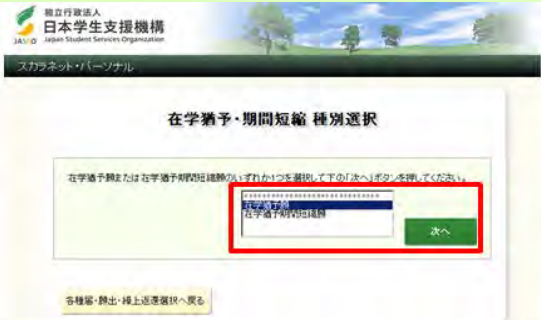 独立行政法人
日本学生支援機構
JASSO Japan Student Services Organization
スカラネット・パーソナル
在学猶予・期間短縮 種別選択
在学猶予願または在学猶予期間短縮願のいずれか1つを選択して下の「次へ」ボタンを押してください。
******************************
在学猶予願
在学猶予期間短縮願
次へ
各種届・願出・繰上返還選択へ戻る